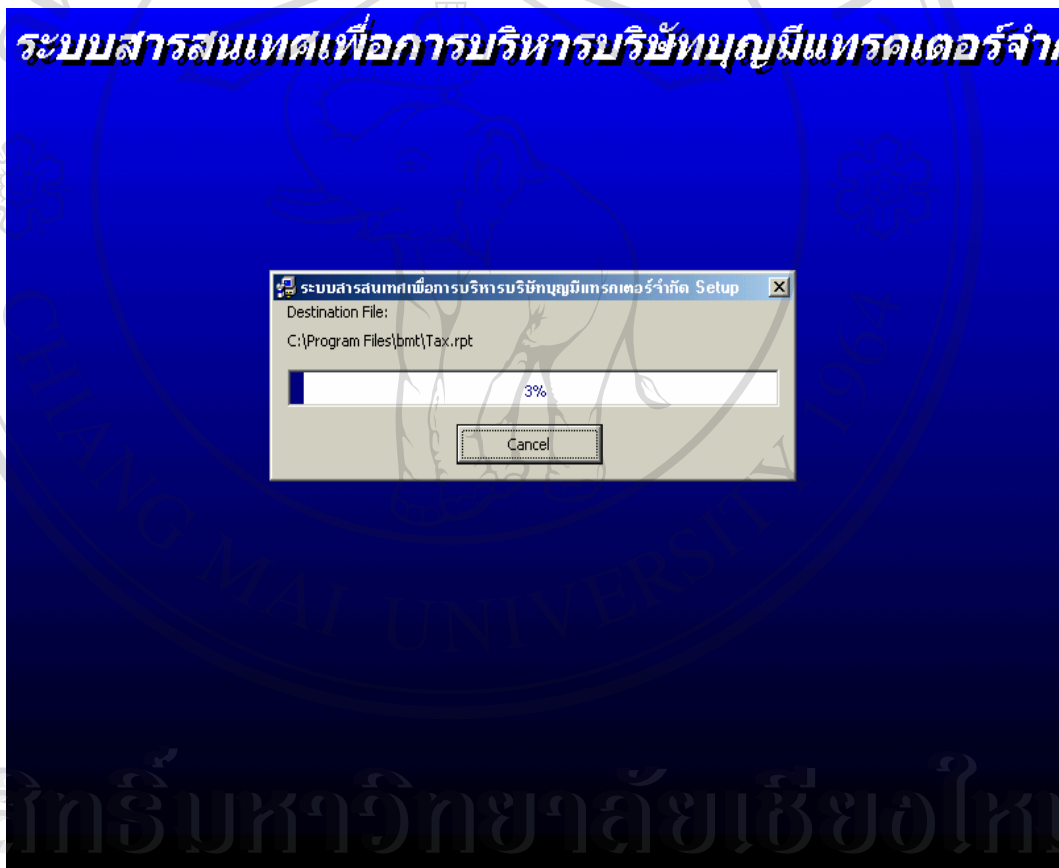 ระบบสารสนเทศเพื่อการบริหารบริษัทบุญมีแทรคเตอร์จำก
ระบบสารสนเทศเพื่อการบริหารบริษัทบุญมีแทรคเตอร์จำกัด Setup
Destination File:
C:\Program Files\bmt\Tax.rpt
3%
Cancel
CHIANG MAI UNIVERSITY 1964
สิทธิ์มหาวิทยาลัยเชียงให